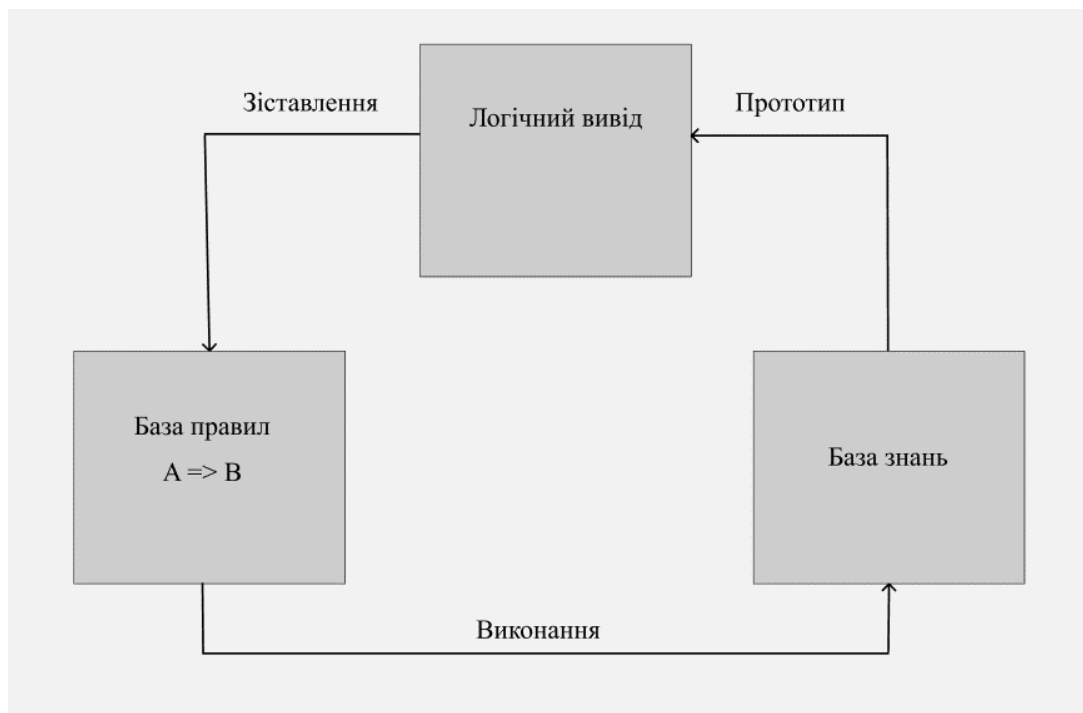 Зіставлення
Логічний вивід
Прототип
База правил
A => B
База знань
Виконання